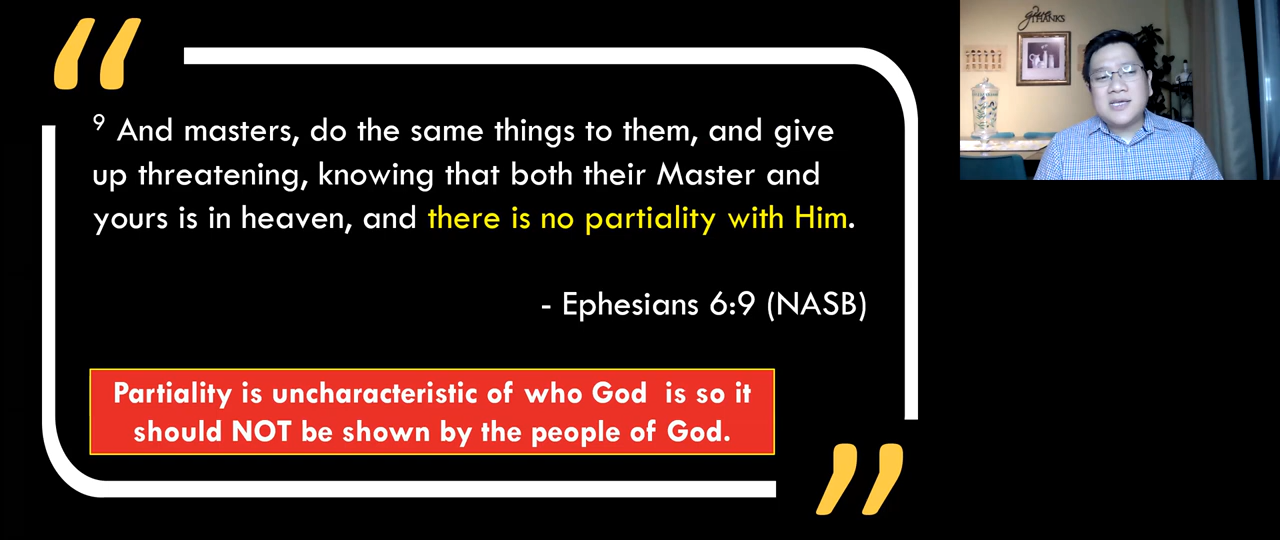 ⁹ And masters, do the same things to them, and give
up threatening, knowing that both their Master and
yours is in heaven, and there is no partiality with Him.
- Ephesians 6:9 (NASB)
Partiality is uncharacteristic of who God  is so it
should NOT be shown by the people of God.
give
THANKS